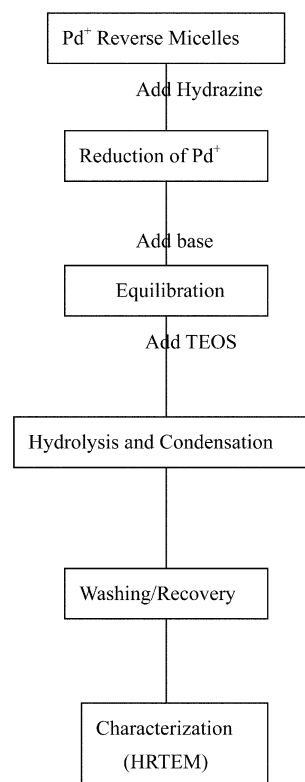 Pd⁺ Reverse Micelles
Add Hydrazine
Reduction of Pd⁺
Add base
Equilibration
Add TEOS
Hydrolysis and Condensation
Washing/Recovery
Characterization
(HRTEM)